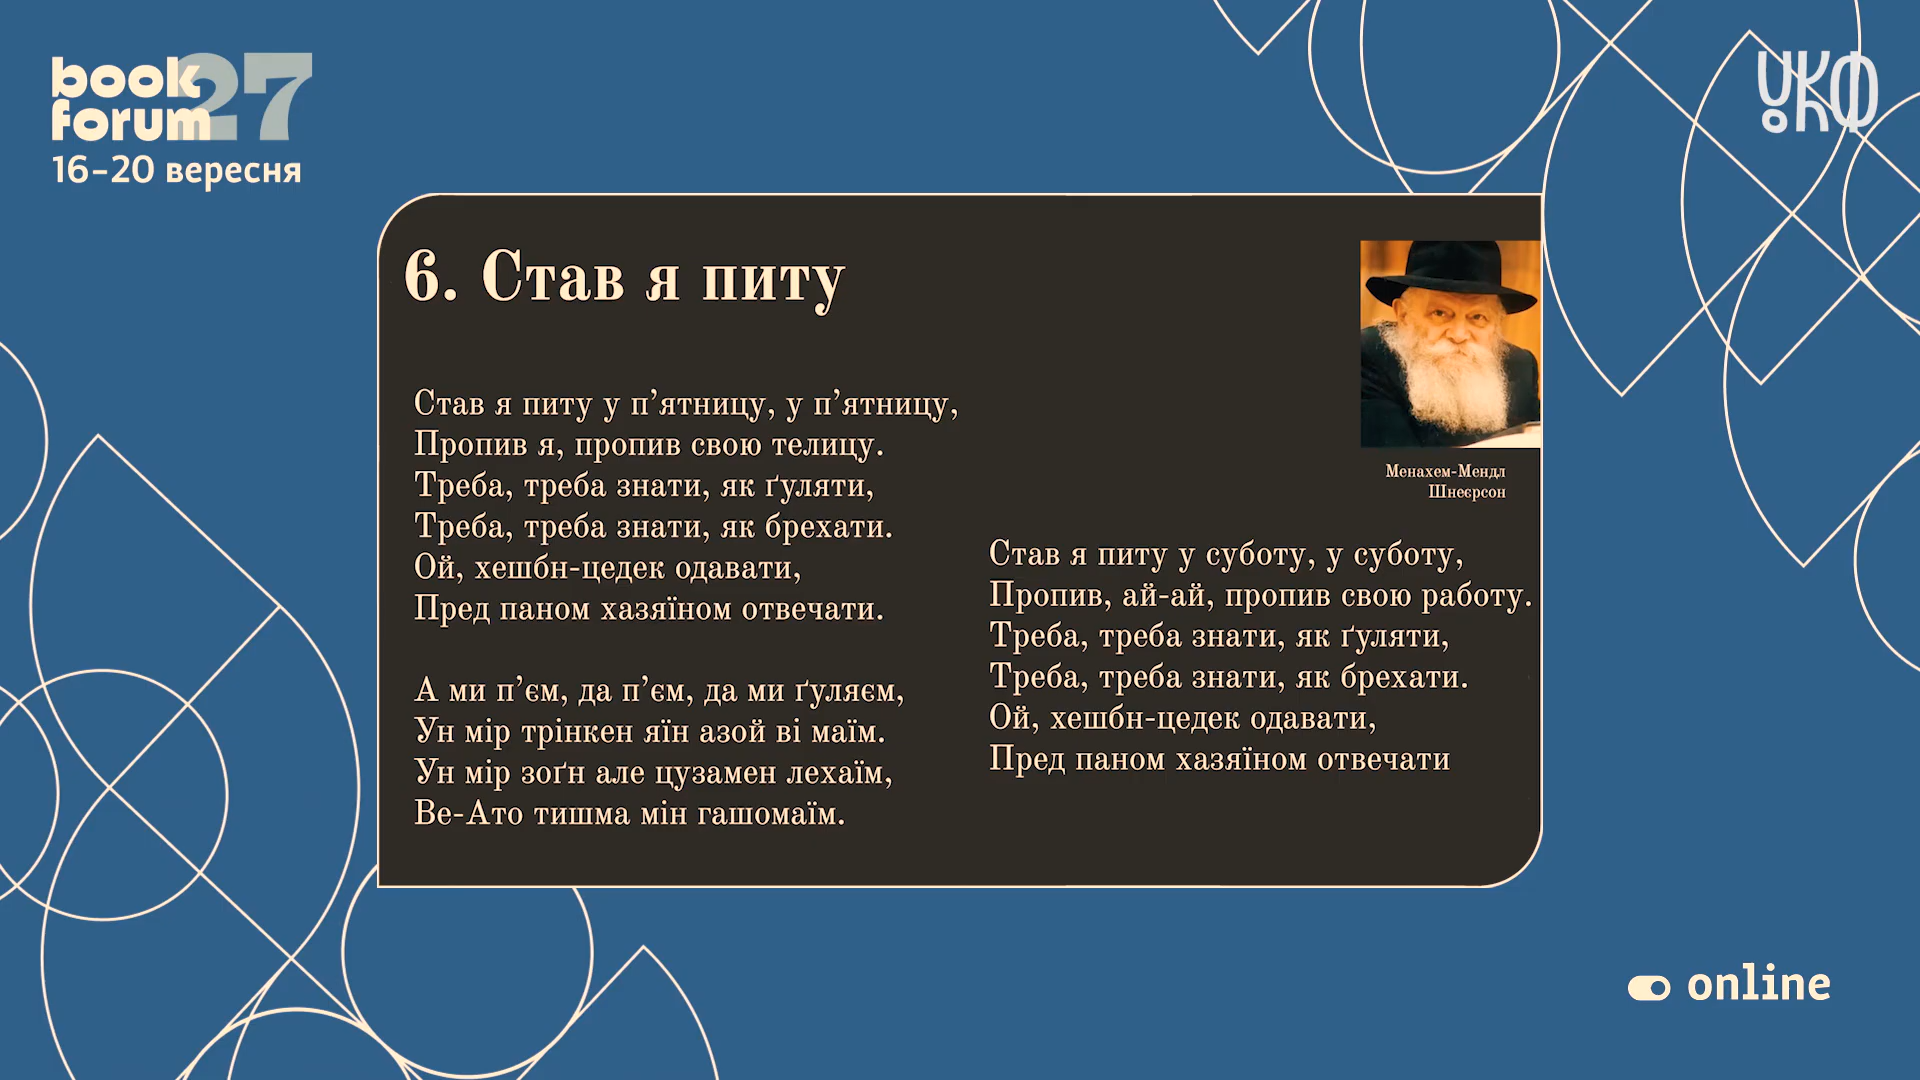 book
forum 27
16-20 вересня
УКФ
6. Став я питу
Став я питу у п’ятницу, у п’ятницу,
Пропив я, пропив свою телицу.
Треба, треба знати, як ґуляти,
Треба, треба знати, як брехати.
Ой, хешбн-цедек одавати,
Пред паном хазяїном отвечати.
А ми п’єм, да п’єм, да ми ґуляєм,
Ун мір трінкен яїн азой ві маїм.
Ун мір зоґн але цузамен лехаїм,
Ве-Ато тишма мін гашомаїм.
Менахем-Мендл
Шнеєрсон
Став я питу у суботу, у суботу,
Пропив, ай-ай, пропив свою работу.
Треба, треба знати, як ґуляти,
Треба, треба знати, як брехати.
Ой, хешбн-цедек одавати,
Пред паном хазяїном отвечати
online